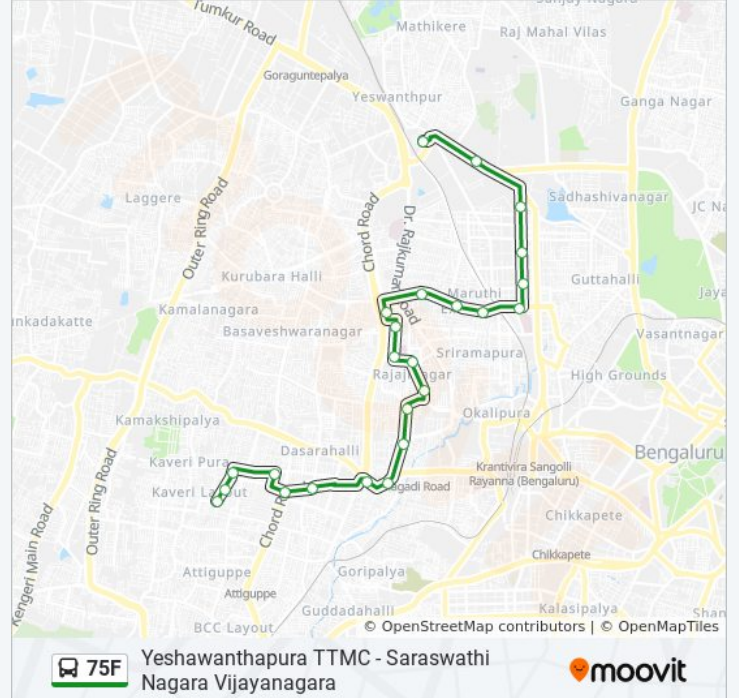 Tumkur Road
Mathikere
Raj Mahal Vilas
Goraguntepalya
Yeshwanthpur
Ganga Nagar
Laggere
Outer Ring Road
Chord Road
Dr. Rajkumar Road
Sadhashivanagar
JC Na
Kurubara Halli
Maruthi
Guttahalli
Jaya
Kamalanagara
inkadakatte
Basaveshwaranagar
Vasantnagar
Sriramapura
Rajajinagar
High Grounds
Kamakshipalya
Okalipura
Dasarahalli
Bengaluru
Kaveri Pura
Krantivira Sangolli
Rayanna (Bengaluru)
Kaveri Layout
agadi Road
Outer Ring Road
Chord R
Chikkapete
Kengeri Main Road
Chikkapete
Attiguppe
Goripalya
Attiguppe
Guddadahalli
Kalasipalya
Shan
BCC Layout
© OpenStreetMap contributors | © OpenMapTiles
75F
Yeshawanthapura TTMC - Saraswathi
Nagara Vijayanagara
moovit